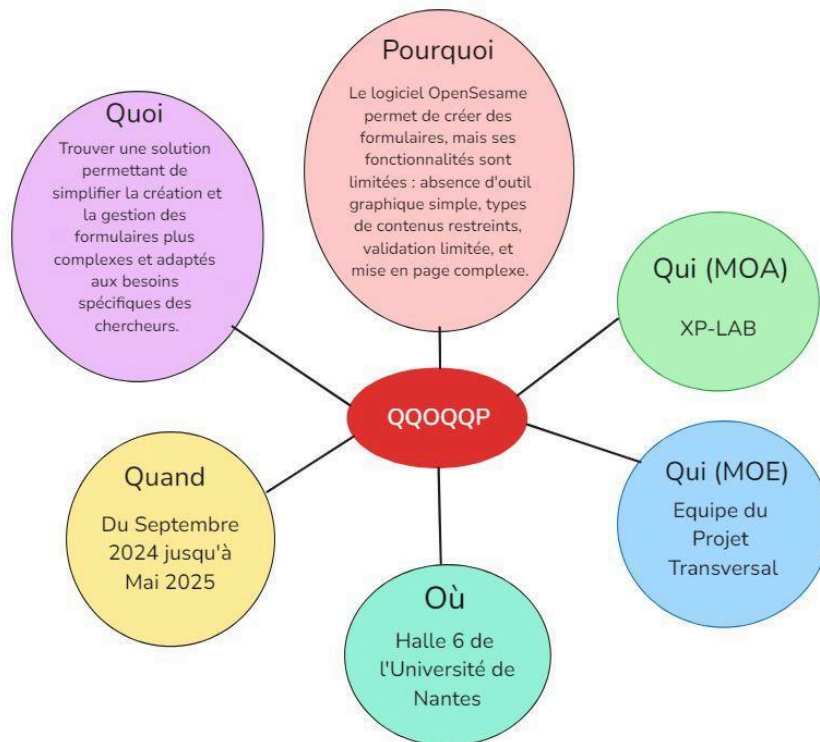 Pourquoi
Le logiciel OpenSesame
permet de créer des
formulaires, mais ses
fonctionnalités sont
limitées : absence d'outil
graphique simple, types
de contenus restreints,
validation limitée, et
mise en page complexe.
Quoi
Trouver une solution
permettant de
simplifier la création et
la gestion des
formulaires plus
complexes et adaptés
aux besoins
spécifiques des
chercheurs.
Qui (MOA)
XP-LAB
QQOQQP
Quand
Du Septembre
2024 jusqu'à
Mai 2025
Qui (MOE)
Equipe du
Projet
Transversal
Où
Halle 6 de
l'Université de
Nantes